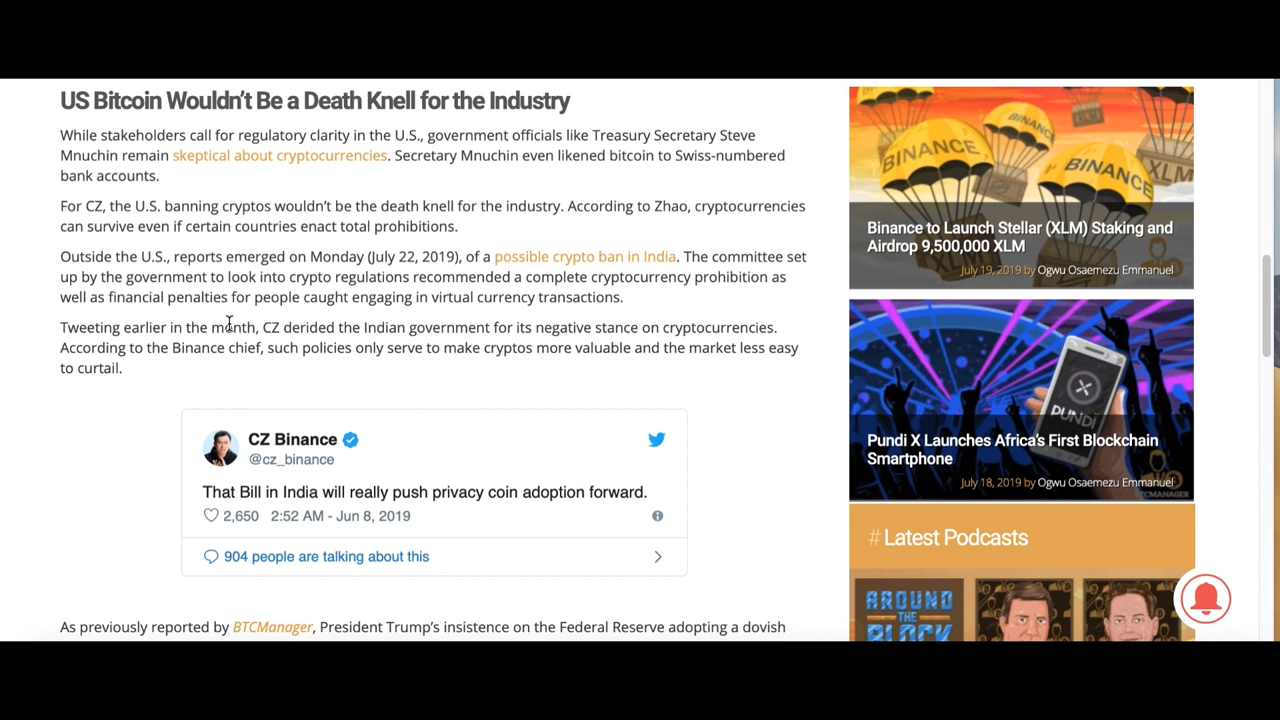 US Bitcoin Wouldn't Be a Death Knell for the Industry
While stakeholders call for regulatory clarity in the U.S., government officials like Treasury Secretary Steve
Mnuchin remain skeptical about cryptocurrencies. Secretary Mnuchin even likened bitcoin to Swiss-numbered
bank accounts.
For CZ, the U.S. banning cryptos wouldn't be the death knell for the industry. According to Zhao, cryptocurrencies
can survive even if certain countries enact total prohibitions.
Outside the U.S., reports emerged on Monday (July 22, 2019), of a possible crypto ban in India. The committee set
up by the government to look into crypto regulations recommended a complete cryptocurrency prohibition as
well as financial penalties for people caught engaging in virtual currency transactions.
Tweeting earlier in the month, CZ derided the Indian government for its negative stance on cryptocurrencies.
According to the Binance chief, such policies only serve to make cryptos more valuable and the market less easy
to curtail.
CZ Binance
@cz_binance
That Bill in India will really push privacy coin adoption forward.
2,650 2:52 AM - Jun 8, 2019
904 people are talking about this
As previously reported by BTCManager, President Trump's insistence on the Federal Reserve adopting a dovish
BINANCE
BINANCE
BINANCE
XLM
XLM
Binance to Launch Stellar (XLM) Staking and
Airdrop 9,500,000 XLM
July 19, 2019 by Ogwu Osaemezu Emmanuel
PUNDI
Pundi X Launches Africa's First Blockchain
Smartphone
July 18, 2019 by Ogwu Osaemezu Emmanuel
BTCMANAGER
# Latest Podcasts
AROUND
THE
BLOCK